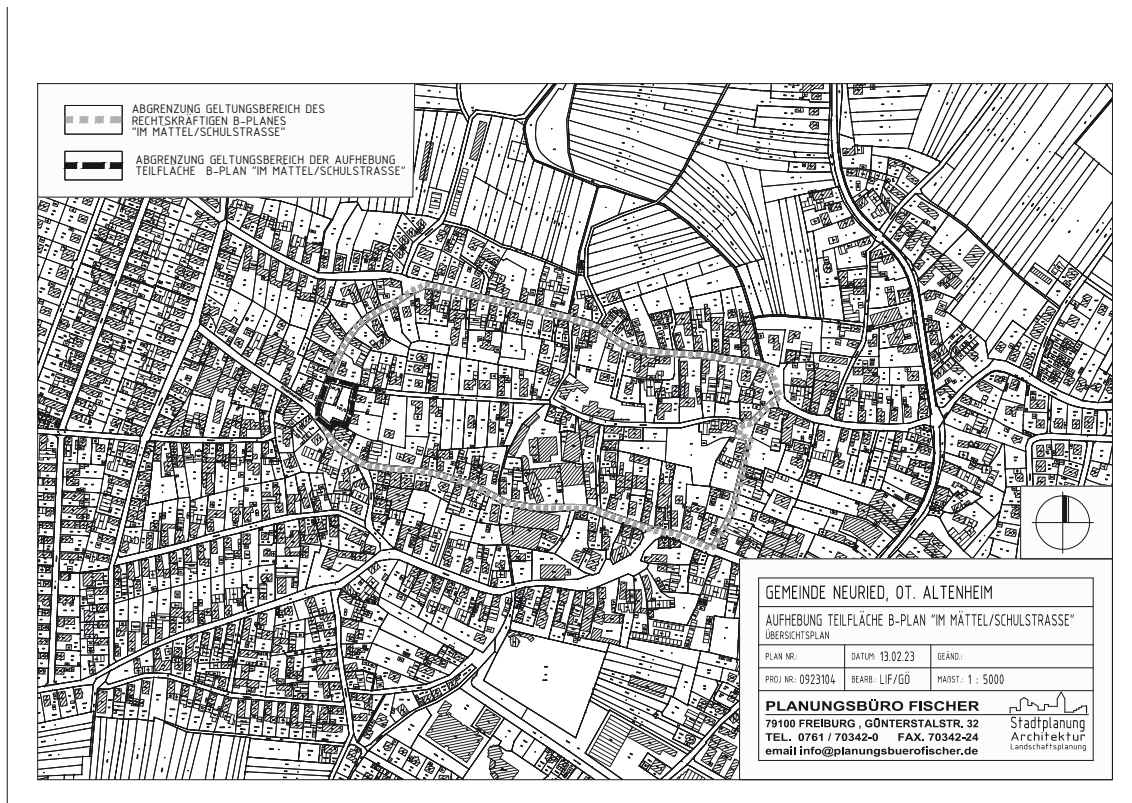 ABGRENZUNG GELTUNGSBEREICH DES
RECHTSKRÄFTIGEN B-PLANES
"IM MÄTTEL/SCHULSTRASSE"
ABGRENZUNG GELTUNGSBEREICH DER AUFHEBUNG
TEILFLÄCHE B-PLAN "IM MÄTTEL/SCHULSTRASSE"
GEMEINDE NEURIED, OT. ALTENHEIM
AUFHEBUNG TEILFLÄCHE B-PLAN "IM MÄTTEL/SCHULSTRASSE"
ÜBERSICHTSPLAN
PLAN NR.: DATUM: 13.02.23 GEÄND.:
PROJ NR.: 0923104 BEARB.: LIF/GÖ MAßST.: 1 : 5000
PLANUNGSBÜRO FISCHER
79100 FREIBURG , GÜNTERSTALSTR. 32
TEL. 0761 / 70342-0 FAX. 70342-24
email info@planungsbuerofischer.de
Stadtplanung
Architektur
Landschaftsplanung